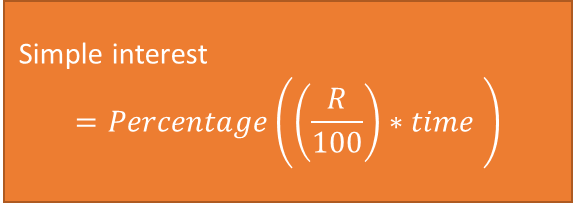 Simple interest
= Percentage((R/100) * time )